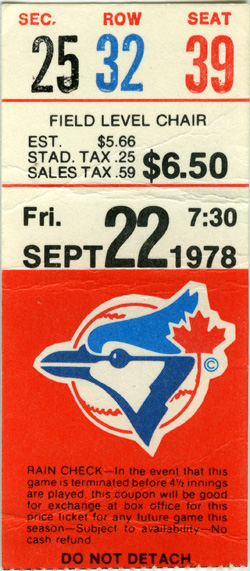 SEC. ROW SEAT
25 32 39
FIELD LEVEL CHAIR
EST. $5.66
STAD. TAX .25 $6.50
SALES TAX .59
Fri. 7:30
SEPT 22 1978
©
RAIN CHECK—In the event that this
game is terminated before 4½ innings
are played, this coupon will be good
for exchange at box office for this
price ticket for any future game this
season—Subject to availability—No
cash refund.
DO NOT DETACH